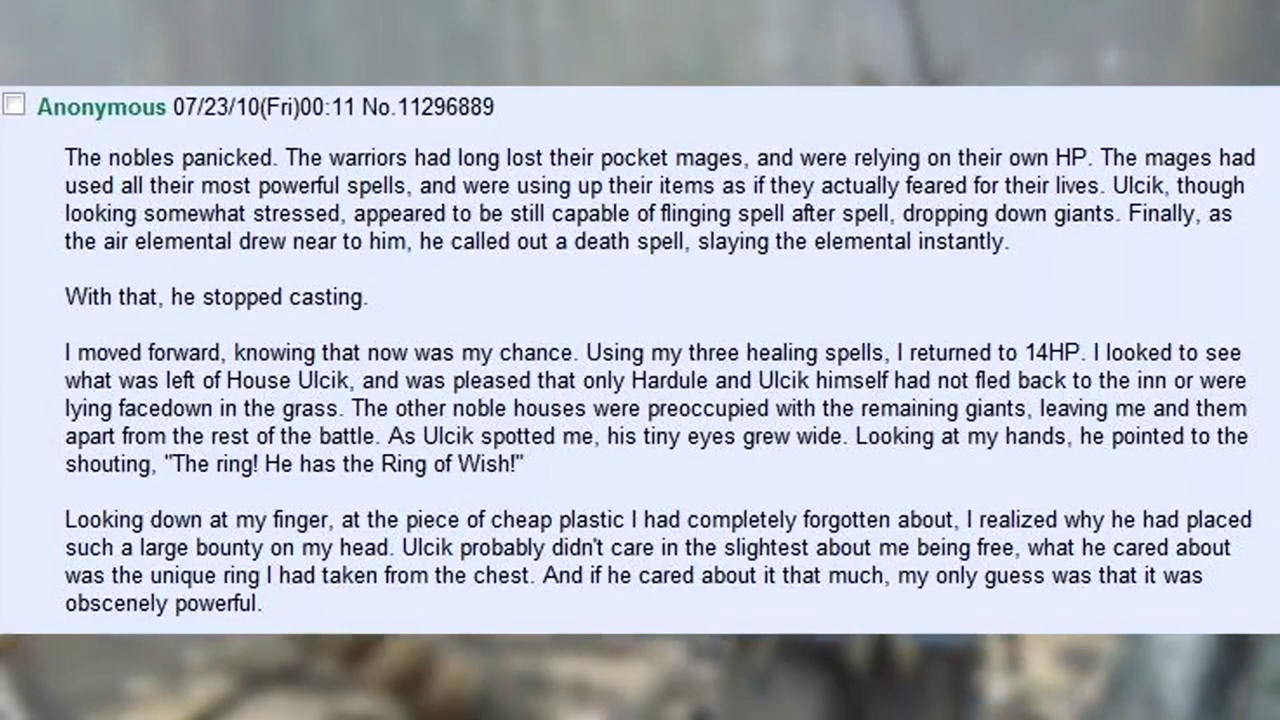 Anonymous 07/23/10(Fri)00:11 No.11296889
The nobles panicked. The warriors had long lost their pocket mages, and were relying on their own HP. The mages had
used all their most powerful spells, and were using up their items as if they actually feared for their lives. Ulcik, though
looking somewhat stressed, appeared to be still capable of flinging spell after spell, dropping down giants. Finally, as
the air elemental drew near to him, he called out a death spell, slaying the elemental instantly.
With that, he stopped casting.
I moved forward, knowing that now was my chance. Using my three healing spells, I returned to 14HP. I looked to see
what was left of House Ulcik, and was pleased that only Hardule and Ulcik himself had not fled back to the inn or were
lying facedown in the grass. The other noble houses were preoccupied with the remaining giants, leaving me and them
apart from the rest of the battle. As Ulcik spotted me, his tiny eyes grew wide. Looking at my hands, he pointed to the
shouting, "The ring! He has the Ring of Wish!"
Looking down at my finger, at the piece of cheap plastic I had completely forgotten about, I realized why he had placed
such a large bounty on my head. Ulcik probably didn't care in the slightest about me being free, what he cared about
was the unique ring I had taken from the chest. And if he cared about it that much, my only guess was that it was
obscenely powerful.